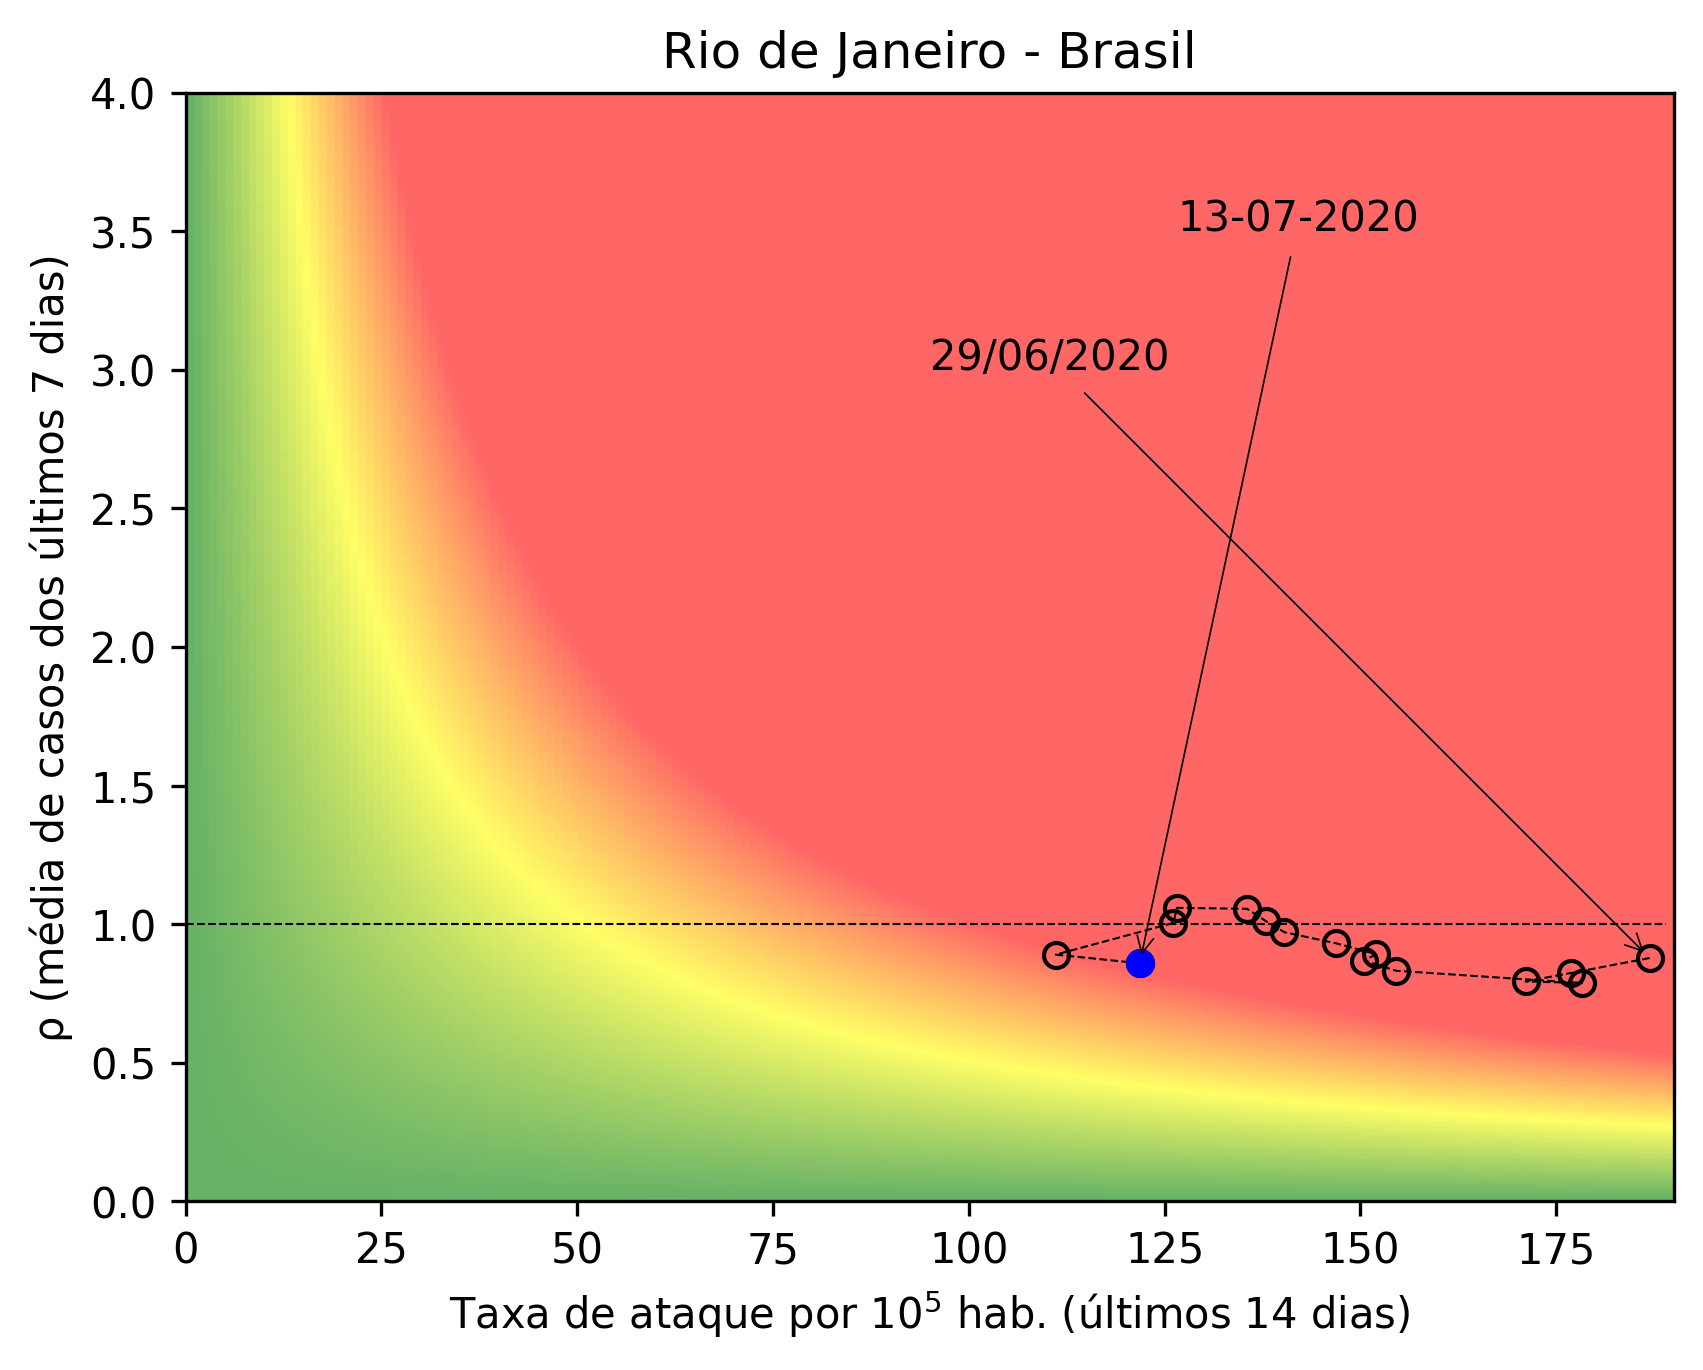 Rio de Janeiro - Brasil
ρ (média de casos dos últimos 7 dias)
4.0
3.5
3.0
2.5
2.0
1.5
1.0
0.5
0.0
13-07-2020
29/06/2020
0 25 50 75 100 125 150 175
Taxa de ataque por 10⁵ hab. (últimos 14 dias)